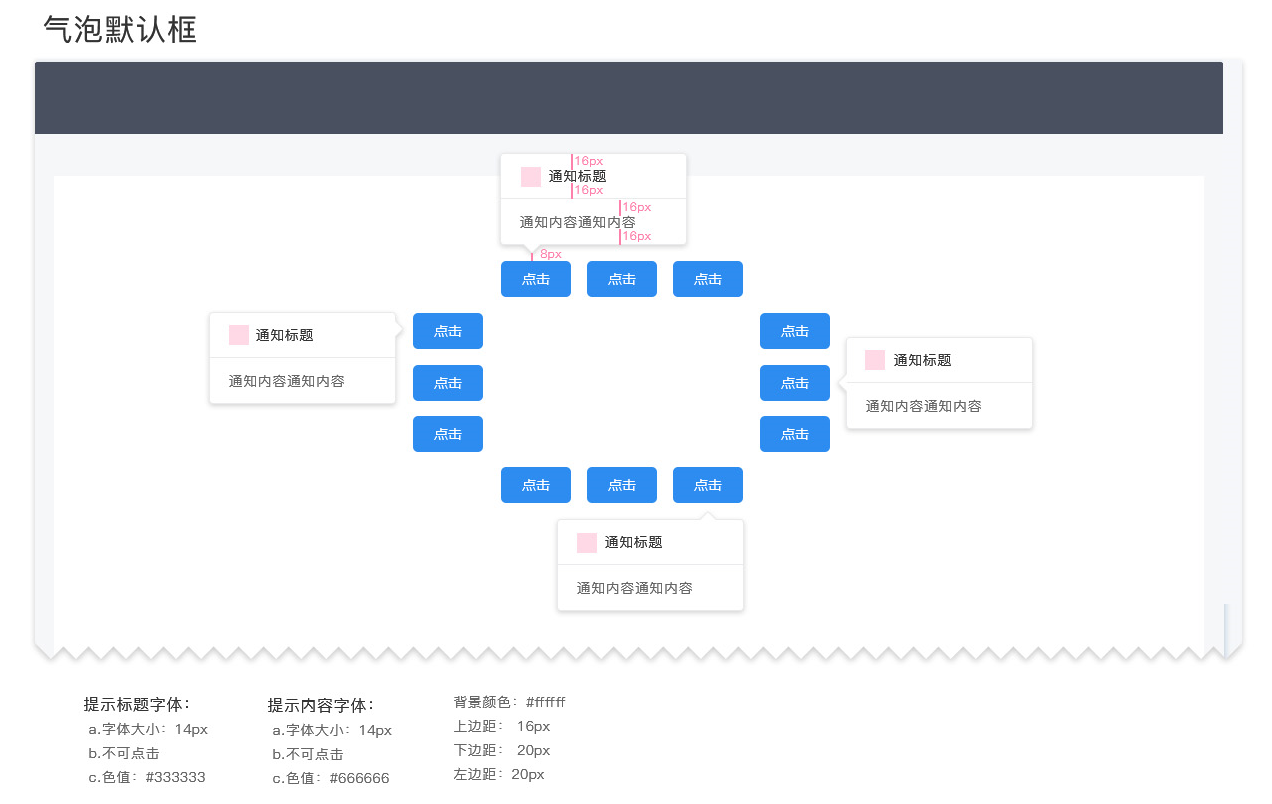 气泡默认框
16px
通知标题
16px
16px
通知内容通知内容
16px
8px
点击 点击 点击
通知标题
通知内容通知内容
点击
点击
点击
点击
点击
点击
通知标题
通知内容通知内容
点击 点击 点击
通知标题
通知内容通知内容
提示标题字体：
a.字体大小：14px
b.不可点击
c.色值：#333333
提示内容字体：
a.字体大小：14px
b.不可点击
c.色值：#666666
背景颜色：#ffffff
上边距： 16px
下边距： 20px
左边距：20px